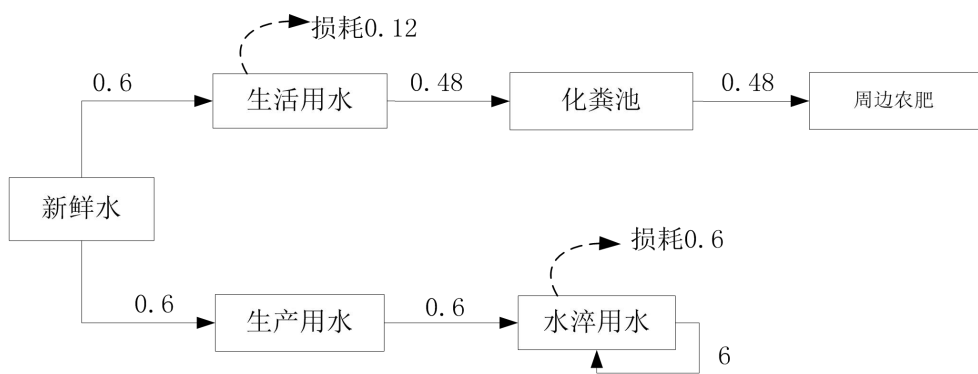 损耗0.12
0.6
生活用水
0.48
化粪池
0.48
周边农肥
新鲜水
损耗0.6
0.6
生产用水
0.6
水淬用水
6